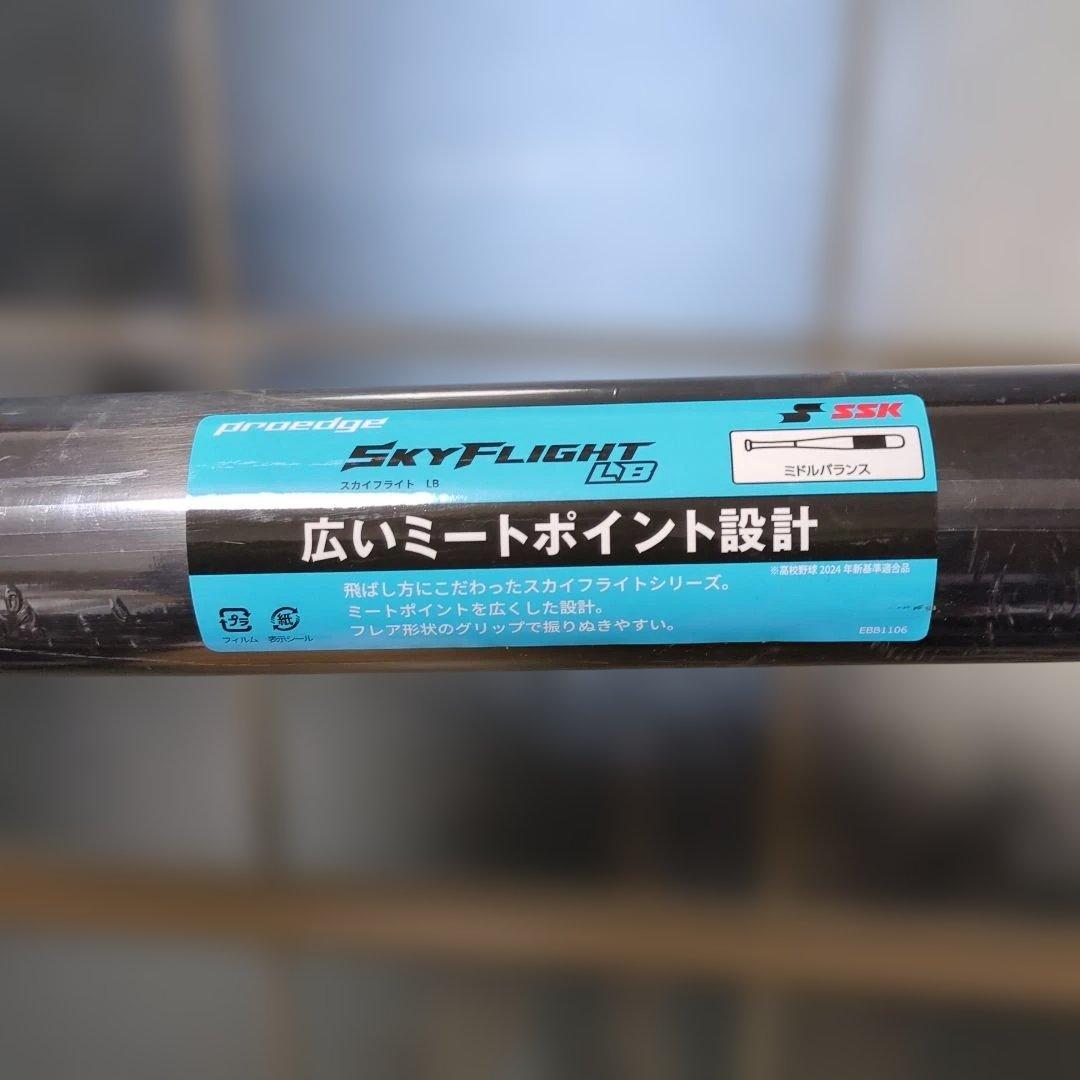 proedge
SSK
SKYFLIGHT LB
スカイフライト LB
ミドルバランス
広いミートポイント設計
※高校野球 2024 年新基準適合品
飛ばし方にこだわったスカイフライトシリーズ。
ミートポイントを広くした設計。
フレア形状のグリップで振りぬきやすい。
プラ
フィルム
紙
表示シール
EBB1106